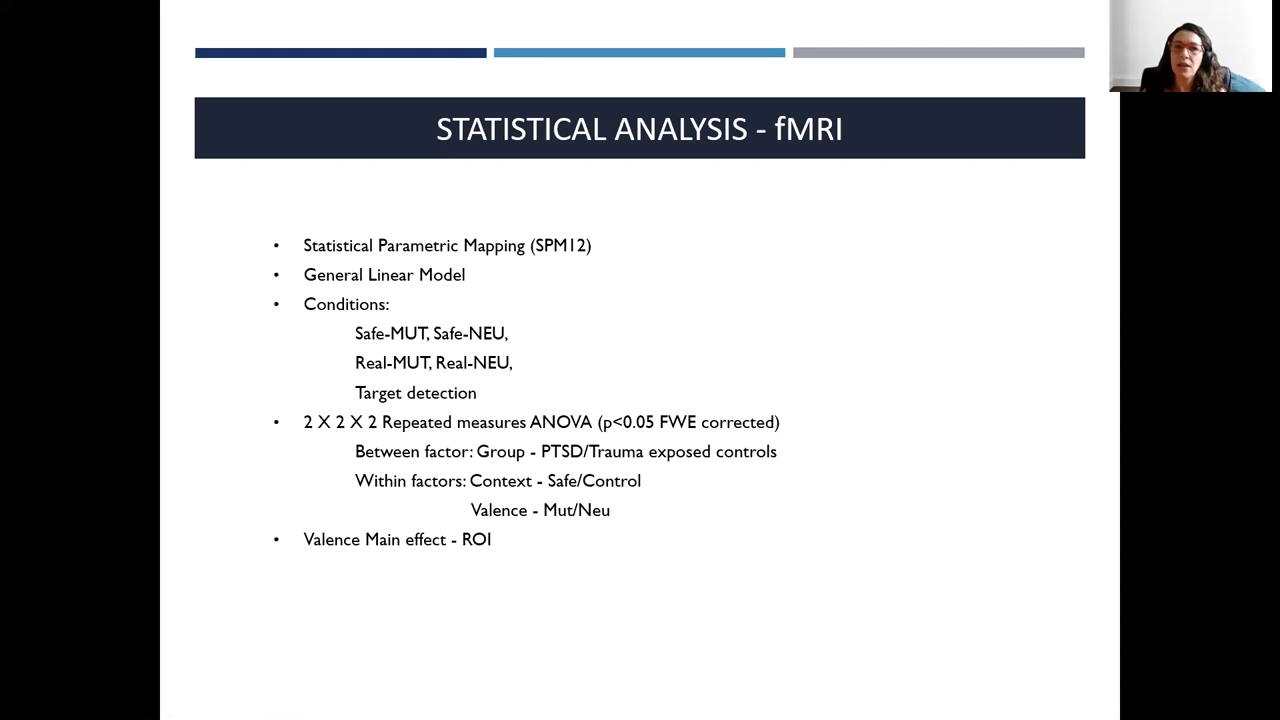 STATISTICAL ANALYSIS - fMRI
• Statistical Parametric Mapping (SPM12)
• General Linear Model
• Conditions:
Safe-MUT, Safe-NEU,
Real-MUT, Real-NEU,
Target detection
• 2 X 2 X 2 Repeated measures ANOVA (p<0.05 FWE corrected)
Between factor: Group - PTSD/Trauma exposed controls
Within factors: Context - Safe/Control
Valence - Mut/Neu
• Valence Main effect - ROI